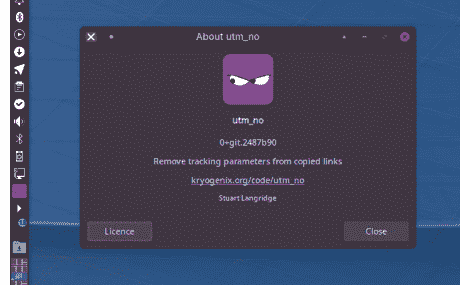 About utm_no
utm_no
0+git.2487b90
Remove tracking parameters from copied links
kryogenix.org/code/utm_no
Stuart Langridge
Licence
Close